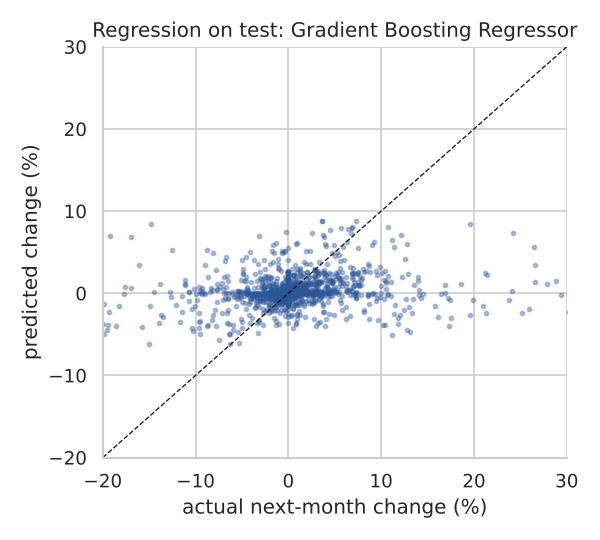 Regression on test: Gradient Boosting Regressor
30
20
10
0
−10
−20
predicted change (%)
−20 −10 0 10 20 30
actual next-month change (%)